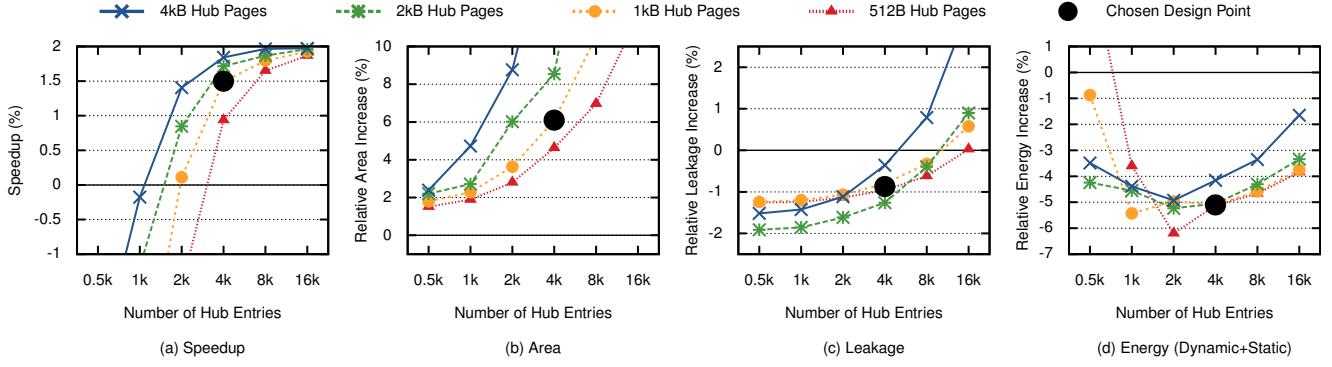 4kB Hub Pages 2kB Hub Pages 1kB Hub Pages 512B Hub Pages Chosen Design Point
Speedup (%)
2
1.5
1
0.5
0
-0.5
-1
0.5k 1k 2k 4k 8k 16k
Number of Hub Entries
(a) Speedup
Relative Area Increase (%)
10
8
6
4
2
0
0.5k 1k 2k 4k 8k 16k
Number of Hub Entries
(b) Area
Relative Leakage Increase (%)
2
1
0
-1
-2
0.5k 1k 2k 4k 8k 16k
Number of Hub Entries
(c) Leakage
Relative Energy Increase (%)
1
0
-1
-2
-3
-4
-5
-6
-7
0.5k 1k 2k 4k 8k 16k
Number of Hub Entries
(d) Energy (Dynamic+Static)